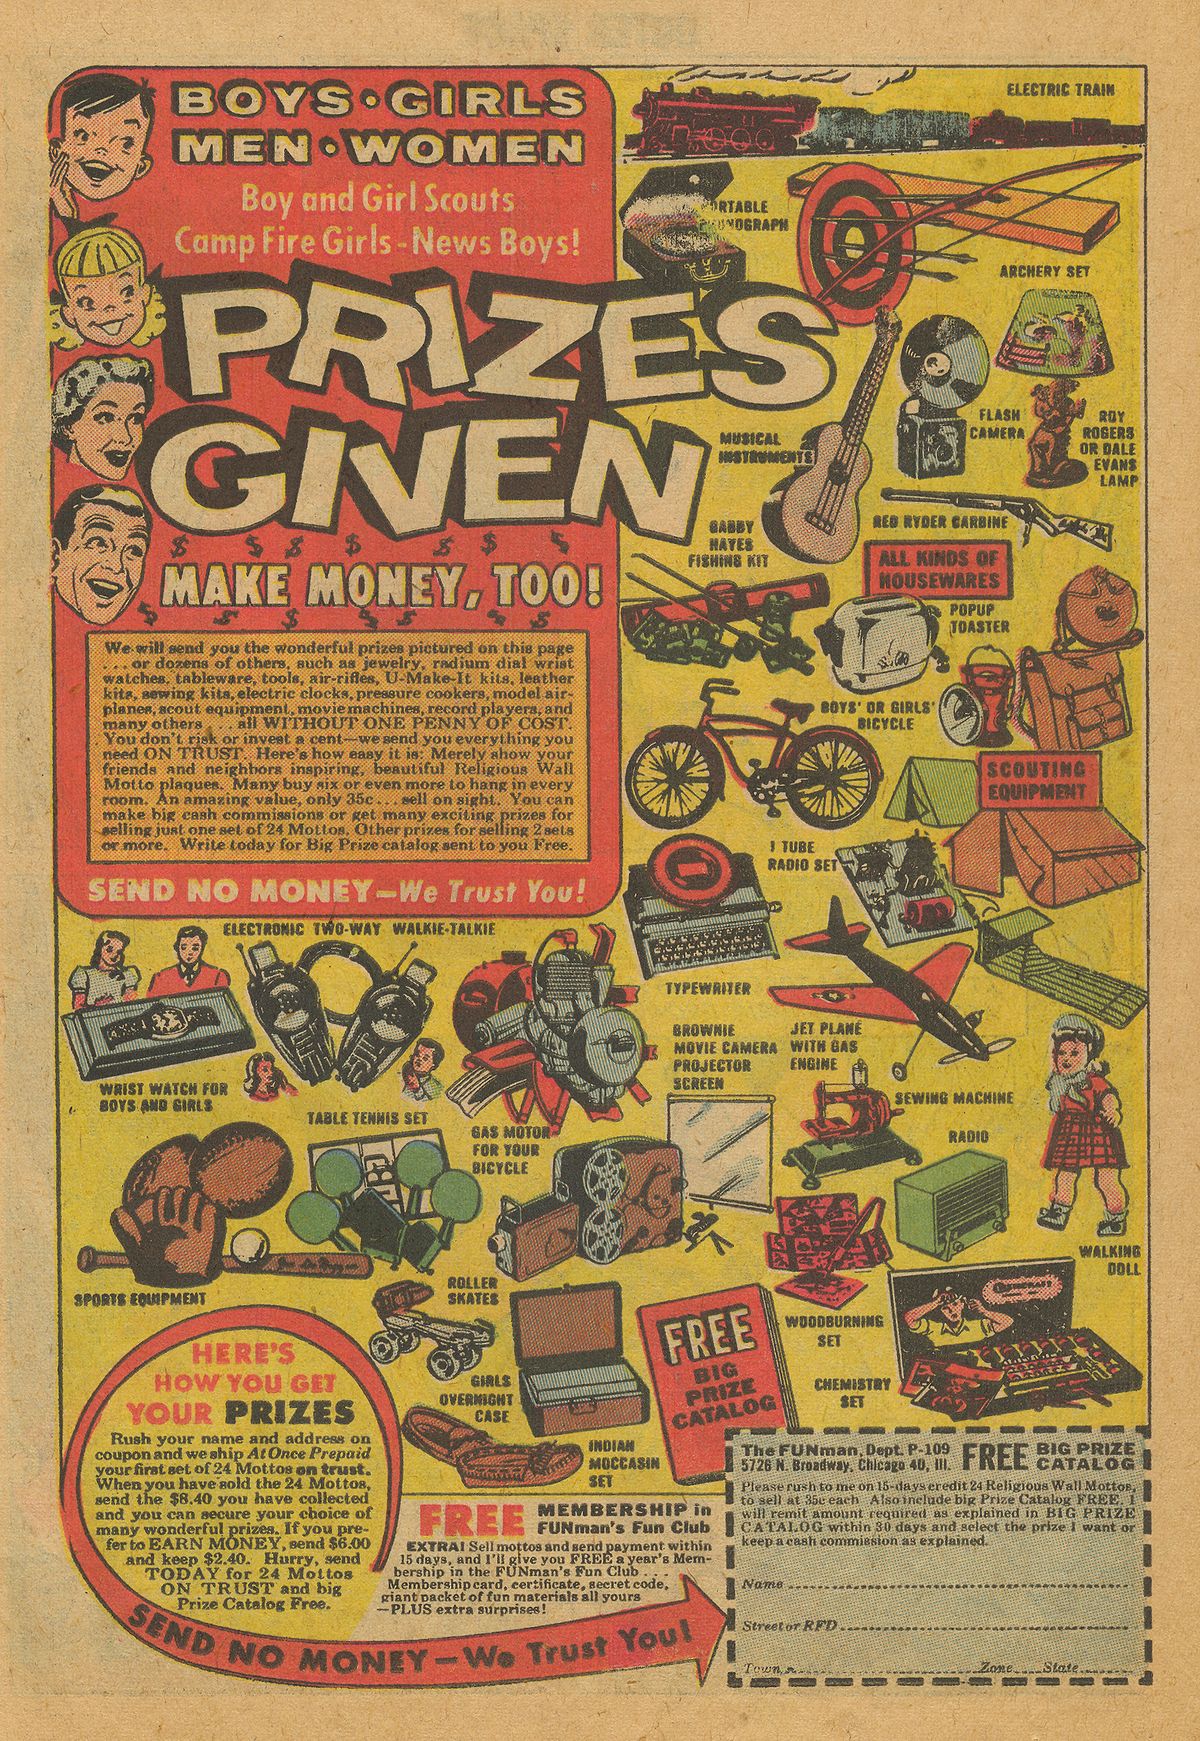 BOYS • GIRLS
MEN • WOMEN
Boy and Girl Scouts
Camp Fire Girls - News Boys!
PRIZES
GIVEN
MAKE MONEY, TOO!
We will send you the wonderful prizes pictured on this page
... or dozens of others, such as jewelry, radium dial wrist
watches, tableware, tools, air-rifles, U-Make-It kits, leather
kits, sewing kits, electric clocks, pressure cookers, model air-
planes, scout equipment, movie machines, record players, and
many others ... all WITHOUT ONE PENNY OF COST.
You don't risk or invest a cent—we send you everything you
need ON TRUST. Here's how easy it is: Merely show your
friends and neighbors inspiring, beautiful Religious Wall
Motto plaques. Many buy six or even more to hang in every
room. An amazing value, only 35c ... sell on sight. You can
make big cash commissions or get many exciting prizes for
selling just one set of 24 Mottos. Other prizes for selling 2 sets
or more. Write today for Big Prize catalog sent to you Free.
SEND NO MONEY—We Trust You!
ELECTRIC TRAIN
PORTABLE
PHONOGRAPH
ARCHERY SET
FLASH
CAMERA
ROY
ROGERS
OR DALE
EVANS
LAMP
MUSICAL
INSTRUMENTS
RED RYDER CARBINE
GABBY
HAYES
FISHING KIT
ALL KINDS OF
HOUSEWARES
POPUP
TOASTER
BOYS' OR GIRLS'
BICYCLE
SCOUTING
EQUIPMENT
1 TUBE
RADIO SET
TYPEWRITER
ELECTRONIC TWO-WAY WALKIE-TALKIE
WRIST WATCH FOR
BOYS AND GIRLS
BROWNIE
MOVIE CAMERA
PROJECTOR
SCREEN
JET PLANE
WITH GAS
ENGINE
SEWING MACHINE
RADIO
TABLE TENNIS SET
GAS MOTOR
FOR YOUR
BICYCLE
WALKING
DOLL
SPORTS EQUIPMENT
ROLLER
SKATES
WOODBURNING
SET
GIRLS
OVERNIGHT
CASE
CHEMISTRY
SET
INDIAN
MOCCASIN
SET
FREE
BIG
PRIZE
CATALOG
HERE'S
HOW YOU GET
YOUR PRIZES
Rush your name and address on
coupon and we ship At Once Prepaid
your first set of 24 Mottos on trust.
When you have sold the 24 Mottos,
send the $8.40 you have collected
and you can secure your choice of
many wonderful prizes. If you pre-
fer to EARN MONEY, send $6.00
and keep $2.40. Hurry, send
TODAY for 24 Mottos
ON TRUST and big
Prize Catalog Free.
SEND NO MONEY—We Trust You!
FREE MEMBERSHIP in
FUNman's Fun Club
EXTRA! Sell mottos and send payment within
15 days, and I'll give you FREE a year's Mem-
bership in the FUNman's Fun Club ...
Membership card, certificate, secret code,
giant packet of fun materials all yours
—PLUS extra surprises!
The FUNman, Dept. P-109
5726 N. Broadway, Chicago 40, Ill.
FREE BIG PRIZE
CATALOG
Please rush to me on 15-days credit 24 Religious Wall Mottos,
to sell at 35c each Also include big Prize Catalog FREE. I
will remit amount required as explained in BIG PRIZE
CATALOG within 30 days and select the prize I want or
keep a cash commission as explained.
Name
Street or RFD
Town Zone State